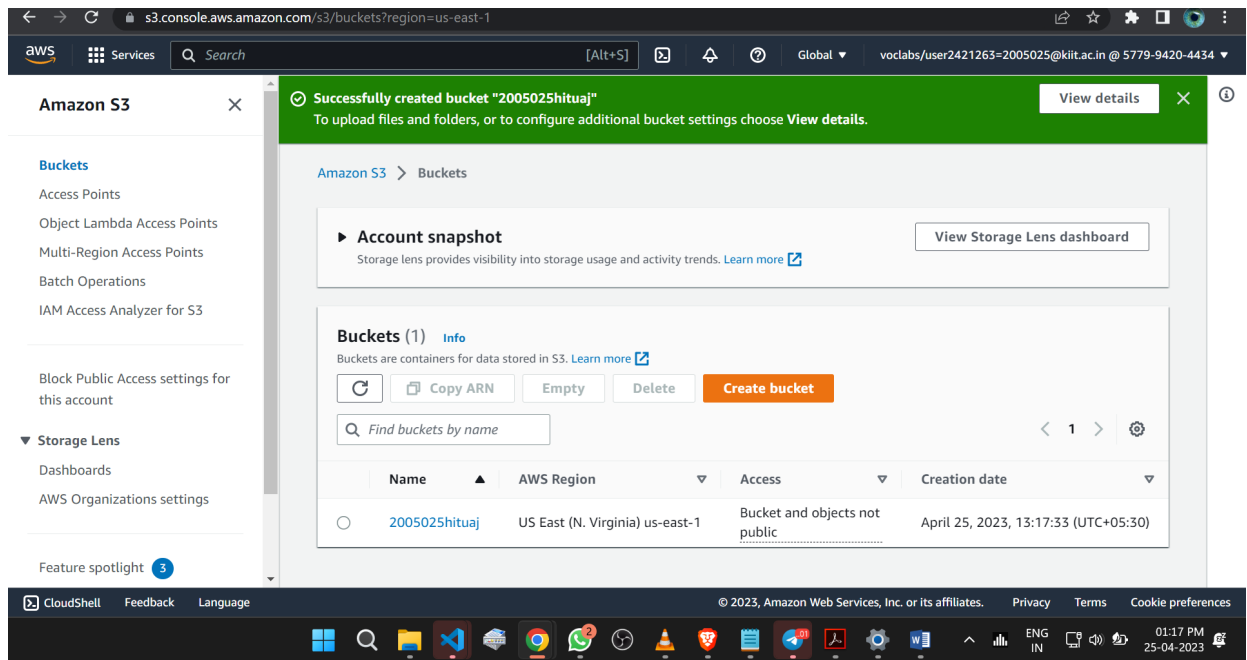 s3.console.aws.amazon.com/s3/buckets?region=us-east-1
aws Services Search [Alt+S] Global voclabs/user2421263=2005025@kiit.ac.in @ 5779-9420-4434
Amazon S3
Buckets
Access Points
Object Lambda Access Points
Multi-Region Access Points
Batch Operations
IAM Access Analyzer for S3
Block Public Access settings for
this account
Storage Lens
Dashboards
AWS Organizations settings
Feature spotlight 3
Successfully created bucket "2005025hituaj"
To upload files and folders, or to configure additional bucket settings choose View details.
View details
Amazon S3 Buckets
Account snapshot
Storage lens provides visibility into storage usage and activity trends. Learn more
View Storage Lens dashboard
Buckets (1) Info
Buckets are containers for data stored in S3. Learn more
Copy ARN Empty Delete Create bucket
Find buckets by name
1
Name AWS Region Access Creation date
2005025hituaj US East (N. Virginia) us-east-1 Bucket and objects not
public
April 25, 2023, 13:17:33 (UTC+05:30)
CloudShell Feedback Language © 2023, Amazon Web Services, Inc. or its affiliates. Privacy Terms Cookie preferences
2
ENG
IN
01:17 PM
25-04-2023